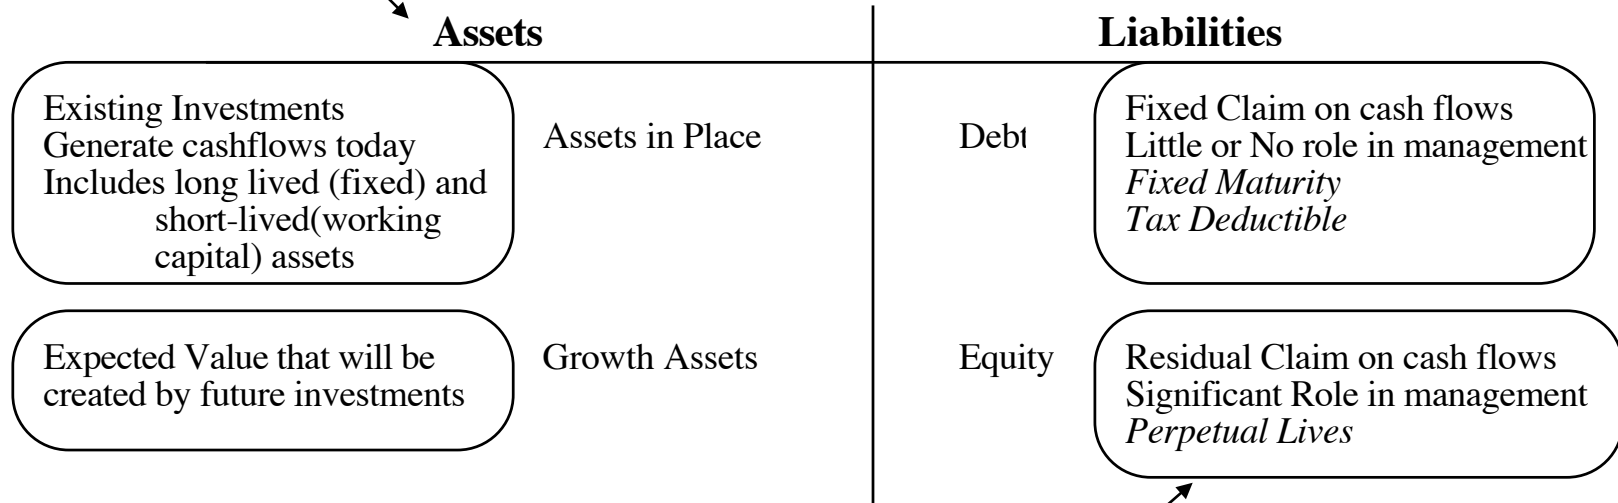 Assets
Liabilities
Existing Investments
Generate cashflows today
Includes long lived (fixed) and
short-lived(working
capital) assets
Assets in Place
Debt
Fixed Claim on cash flows
Little or No role in management
Fixed Maturity
Tax Deductible
Expected Value that will be
created by future investments
Growth Assets
Equity
Residual Claim on cash flows
Significant Role in management
Perpetual Lives